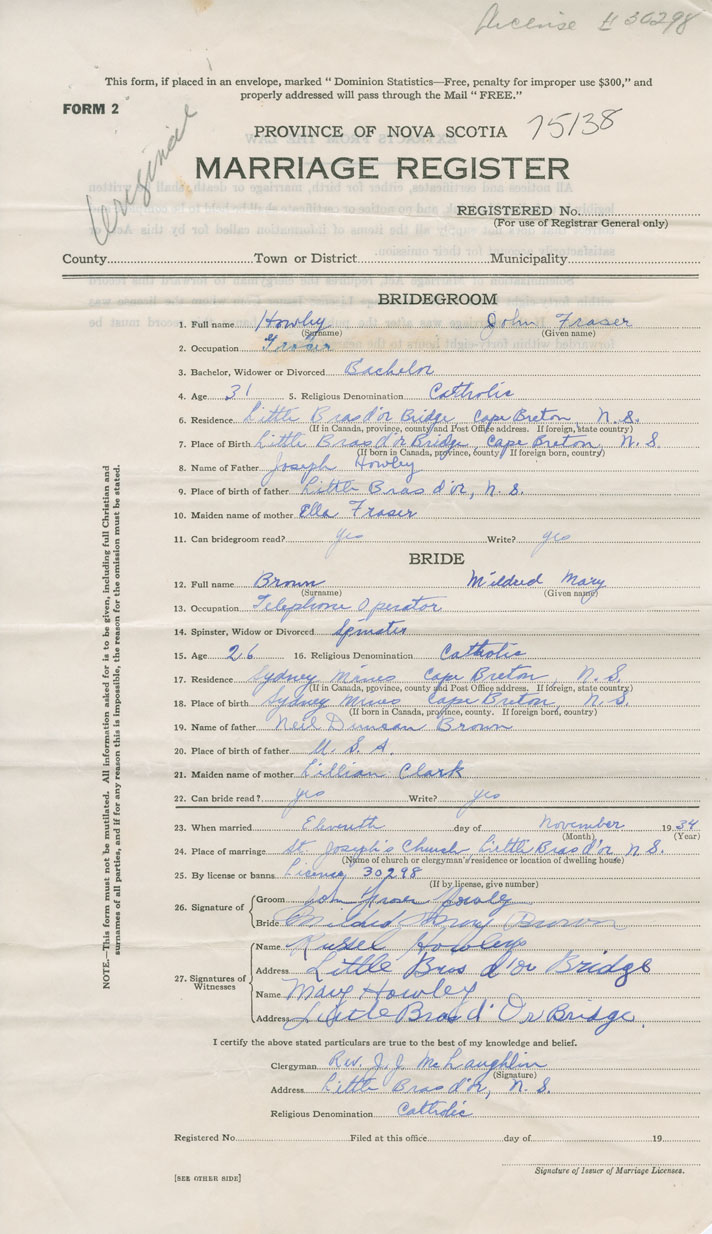 License # 30298
This form, if placed in an envelope, marked " Dominion Statistics—Free, penalty for improper use $300," and
properly addressed will pass through the Mail " FREE."
FORM 2
Original
PROVINCE OF NOVA SCOTIA 75138
MARRIAGE REGISTER
REGISTERED No.
(For use of Registrar General only)
County Town or District Municipality
BRIDEGROOM
1. Full name Howley John Fraser
(Surname) (Given name)
2. Occupation
3. Bachelor, Widower or Divorced Bachelor
4. Age 31 5. Religious Denomination Catholic
6. Residence Little Bras d'or Bridge, Cape Breton, N. S.
(If in Canada, province, county and Post Office address. If foreign, state country)
7. Place of Birth Little Bras d'or Bridge, Cape Breton, N. S.
(If born in Canada, province, county If foreign born, country)
8. Name of Father Joseph Howley
9. Place of birth of father Little Bras d'or, N. S.
10. Maiden name of mother Ella Fraser
11. Can bridegroom read? yes Write? yes
BRIDE
12. Full name Brown Mildred Mary
(Surname) (Given name)
13. Occupation Telephone Operator
14. Spinster, Widow or Divorced Spinster
15. Age 26 16. Religious Denomination Catholic
17. Residence Sydney Mines Cape Breton, N. S.
(If in Canada, province, county and Post Office address. If foreign, state country)
18. Place of birth Sydney Mines Cape Breton N. S.
(If born in Canada, province, county. If foreign born, country)
19. Name of father Neil Duncan Brown
20. Place of birth of father U. S. A.
21. Maiden name of mother Lillian Clark
22. Can bride read? yes Write? yes
23. When married Eleventh day of November 1934
(Month) (Year)
24. Place of marriage St. Joseph's Church, Little Bras d'or N. S.
(Name of church or clergyman's residence or location of dwelling house)
25. By license or banns License 30298
(If by license, give number)
26. Signature of Groom John Fraser Howley
Bride Mildred Mary Brown
27. Signatures of Witnesses
Name Howley
Address Little Bras d'or Bridge
Name Mary Howley
Address Little Bras d'Or Bridge.
I certify the above stated particulars are true to the best of my knowledge and belief.
Clergyman Rev. J. J. McLaughlin
(Signature)
Address Little Bras d'or, N. S.
Religious Denomination Catholic
Registered No. Filed at this office day of 19
Signature of Issuer of Marriage Licenses.
[SEE OTHER SIDE]
NOTE.—This form must not be mutilated. All information asked for is to be given, including full Christian and
surnames of all parties, and if for any reason this is impossible, the reason for the omission must be stated.